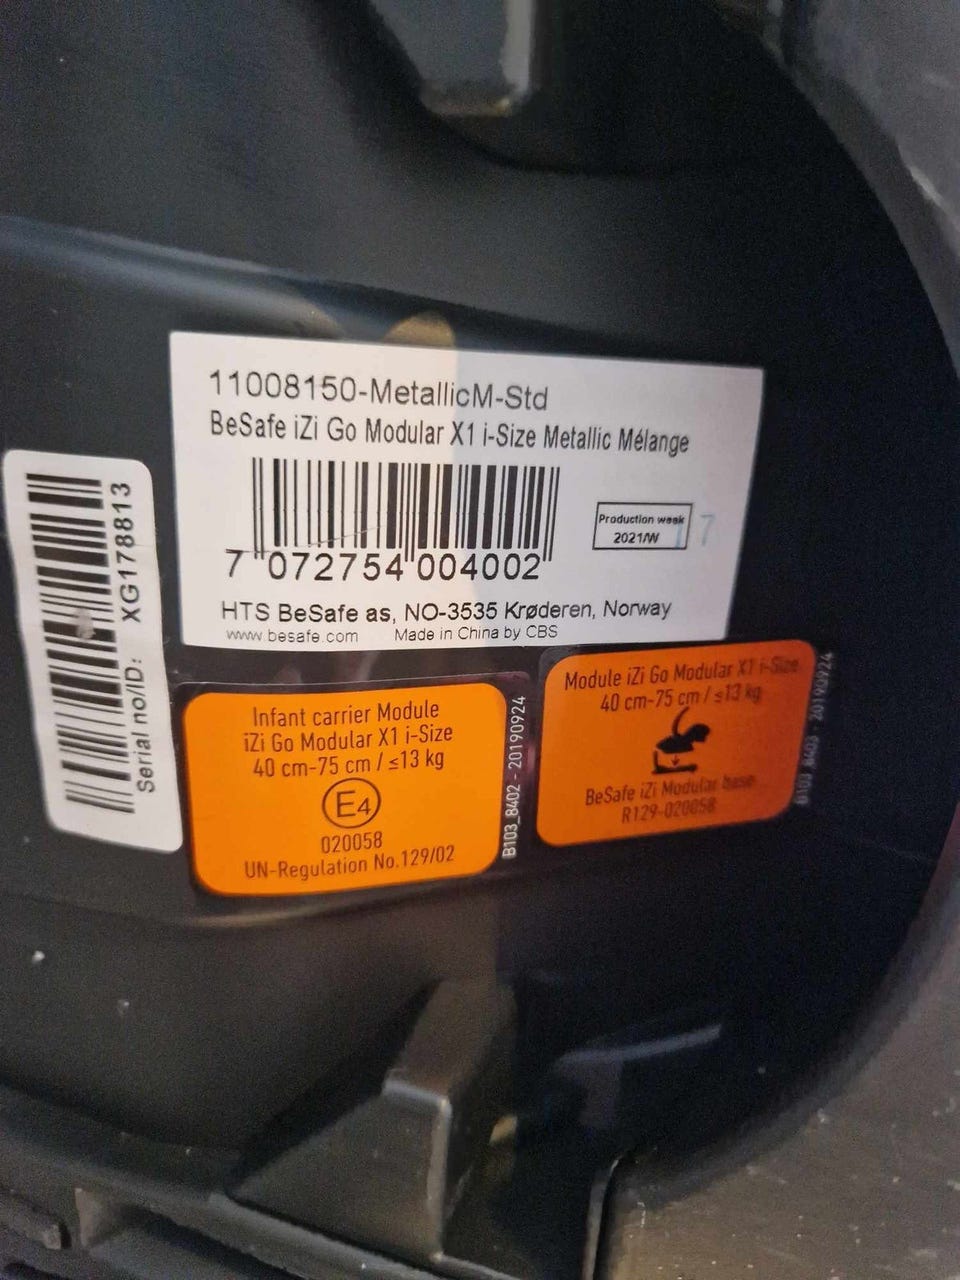 11008150-MetallicM-Std
BeSafe iZi Go Modular X1 i-Size Metallic Mélange
7 072754 004002
Production week
2021/W 7
HTS BeSafe as, NO-3535 Krøderen, Norway
www.besafe.com Made in China by CBS
Serial no/ID: XG178813
Infant carrier Module
iZi Go Modular X1 i-Size
40 cm-75 cm / ≤13 kg
E4
020058
UN-Regulation No.129/02
B103_8402 - 20190924
Module iZi Go Modular X1 i-Size
40 cm-75 cm / ≤13 kg
BeSafe iZi Modular base
R129-020058
B103_8403 - 20190924